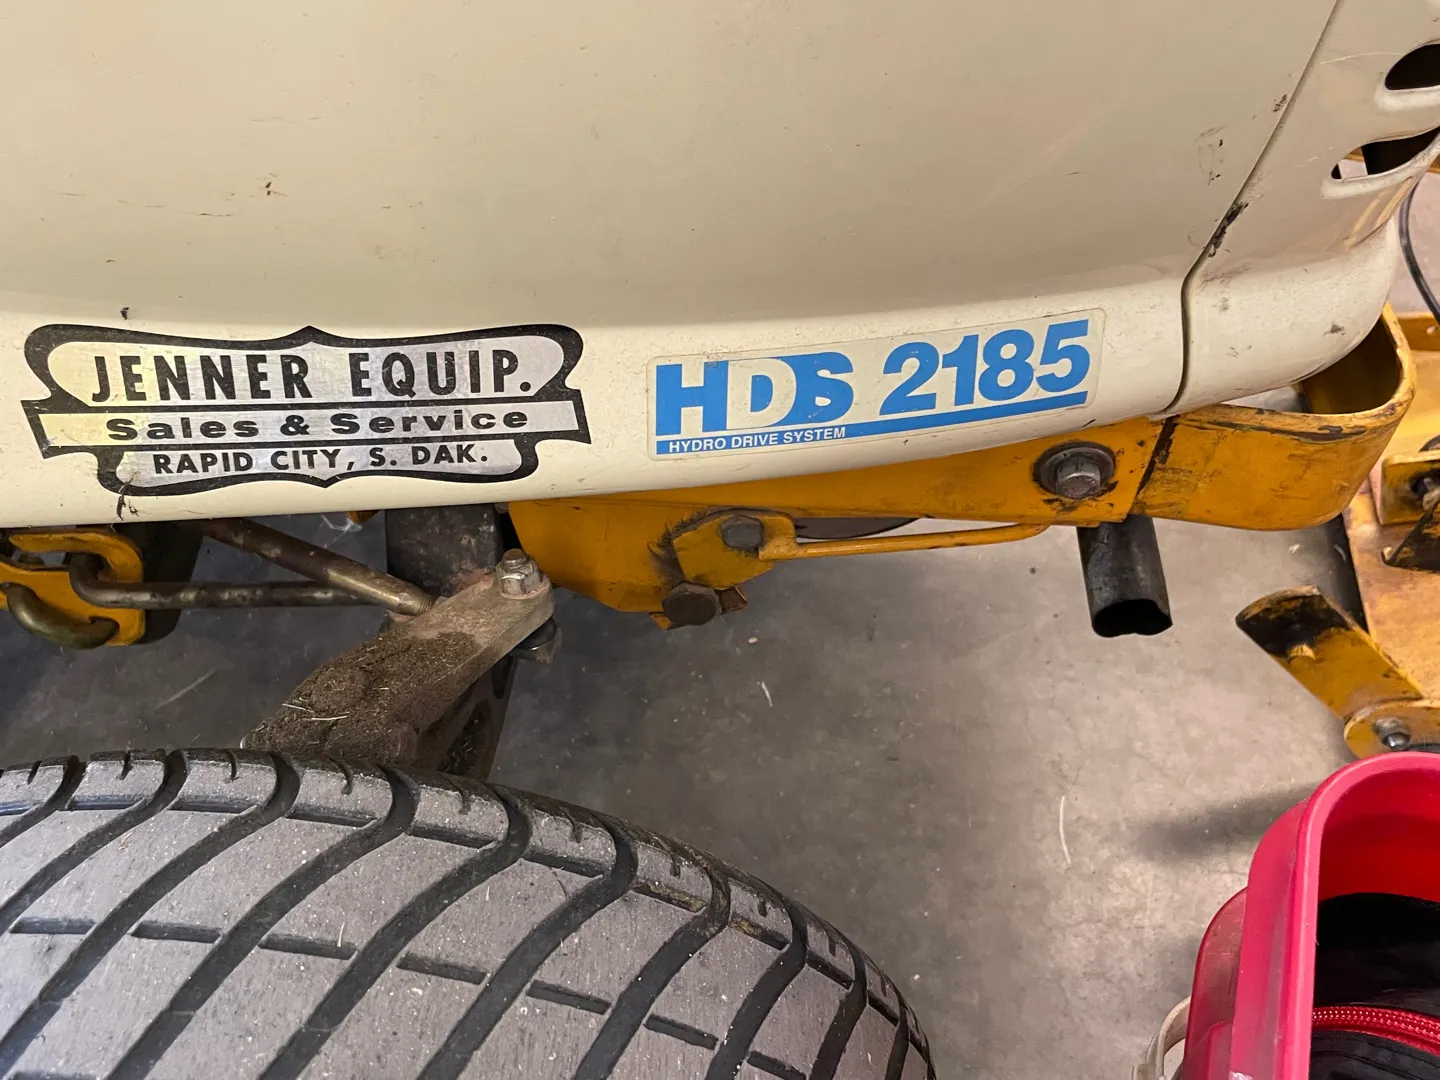 JENNER EQUIP.
Sales & Service
RAPID CITY, S. DAK.
HDS 2185
HYDRO DRIVE SYSTEM